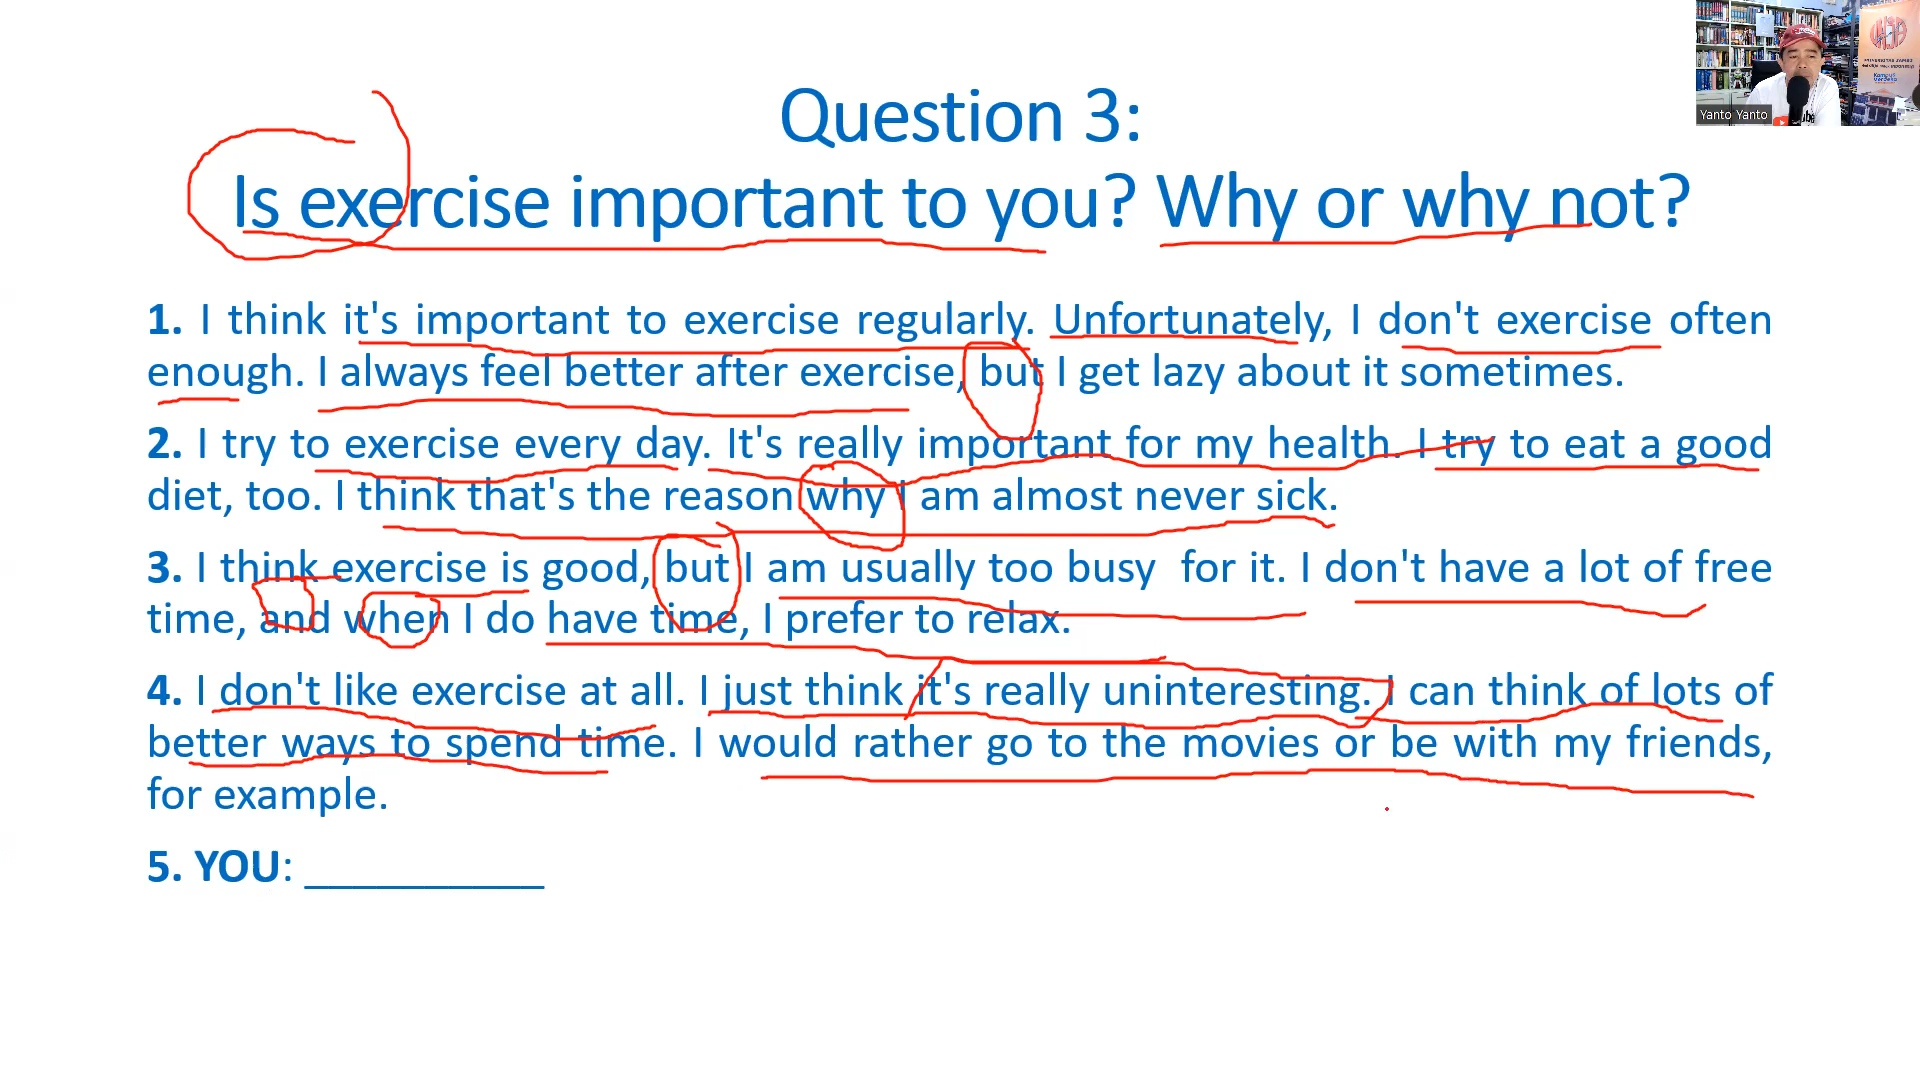 Question 3:
Is exercise important to you? Why or why not?
1. I think it's important to exercise regularly. Unfortunately, I don't exercise often
enough. I always feel better after exercise, but I get lazy about it sometimes.
2. I try to exercise every day. It's really important for my health. I try to eat a good
diet, too. I think that's the reason why I am almost never sick.
3. I think exercise is good, but I am usually too busy for it. I don't have a lot of free
time, and when I do have time, I prefer to relax.
4. I don't like exercise at all. I just think it's really uninteresting. I can think of lots of
better ways to spend time. I would rather go to the movies or be with my friends,
for example.
5. YOU: __________
Yanto Yanto